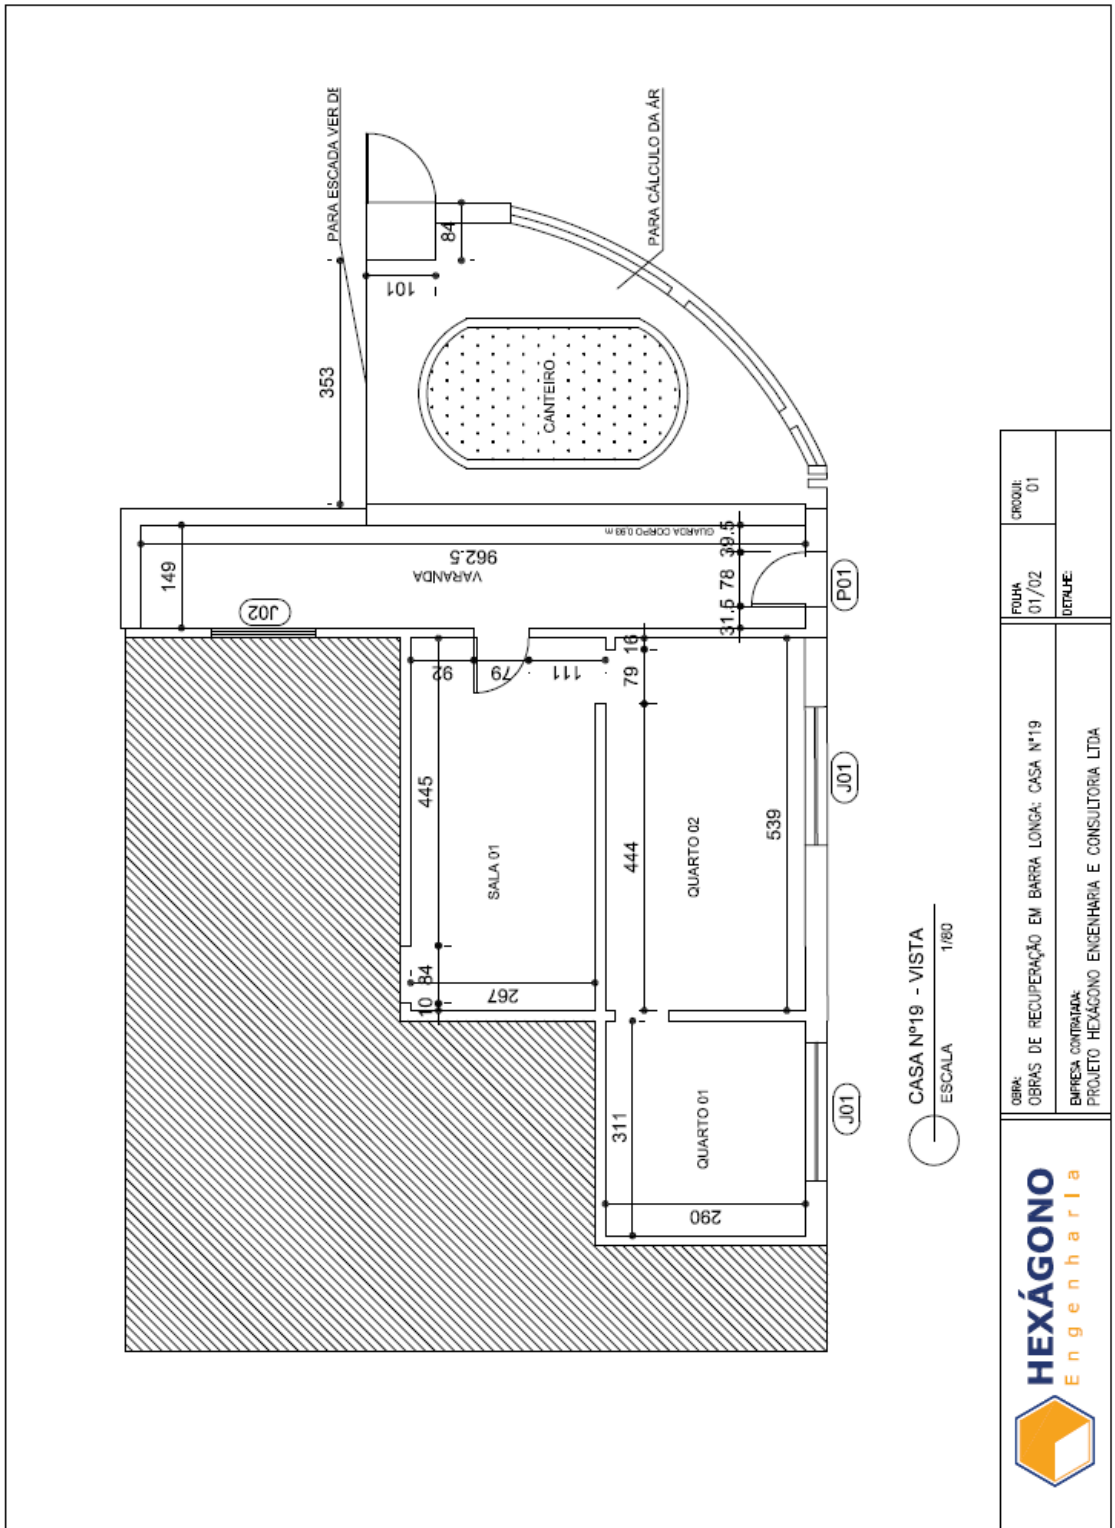 PARA ESCADA VER DE
PARA CÁLCULO DA ÁR
84
101
353
CANTEIRO
GUARDA CORPO 0.93 m
149
962.5
VARANDA
39.5
78
31.5
P01
J02
92
79
111
16
79
445
SALA 01
444
QUARTO 02
539
J01
84
10
267
311
QUARTO 01
290
J01
CASA Nº19 - VISTA
ESCALA 1/80
OBRA:
OBRAS DE RECUPERAÇÃO EM BARRA LONGA: CASA Nº19
EMPRESA CONTRATADA:
PROJETO HEXÁGONO ENGENHARIA E CONSULTORIA LTDA
FOLHA
01/02
CROQUI:
01
DETALHE:
HEXÁGONO
Engenharia